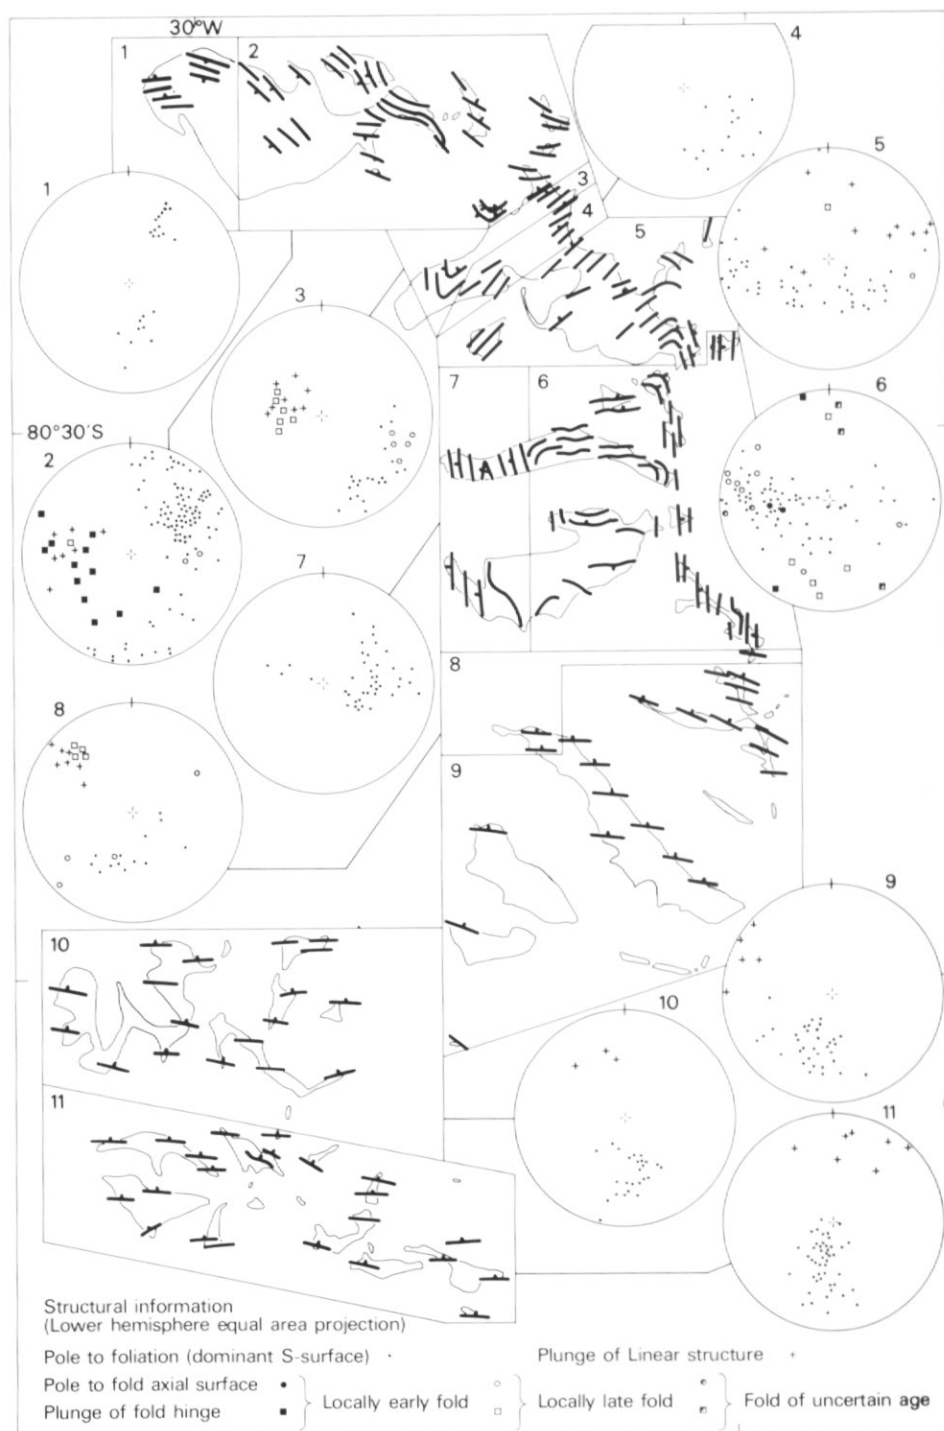 30°W
1
2
4
5
3
4
5
1
3
7
6
6
80°30'S
2
7
8
8
9
9
10
10
11
11
Structural information
(Lower hemisphere equal area projection)
Pole to foliation (dominant S-surface)
Plunge of Linear structure
Pole to fold axial surface
Plunge of fold hinge
Locally early fold
Locally late fold
Fold of uncertain age